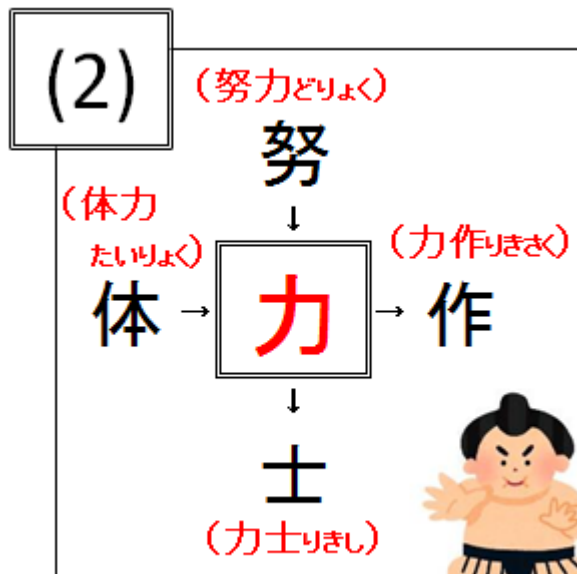 (2)
（努力どりょく）
努
↓
（体力
たいりょく）
（力作りきさく）
体 → 力 → 作
↓
士
（力士りきし）